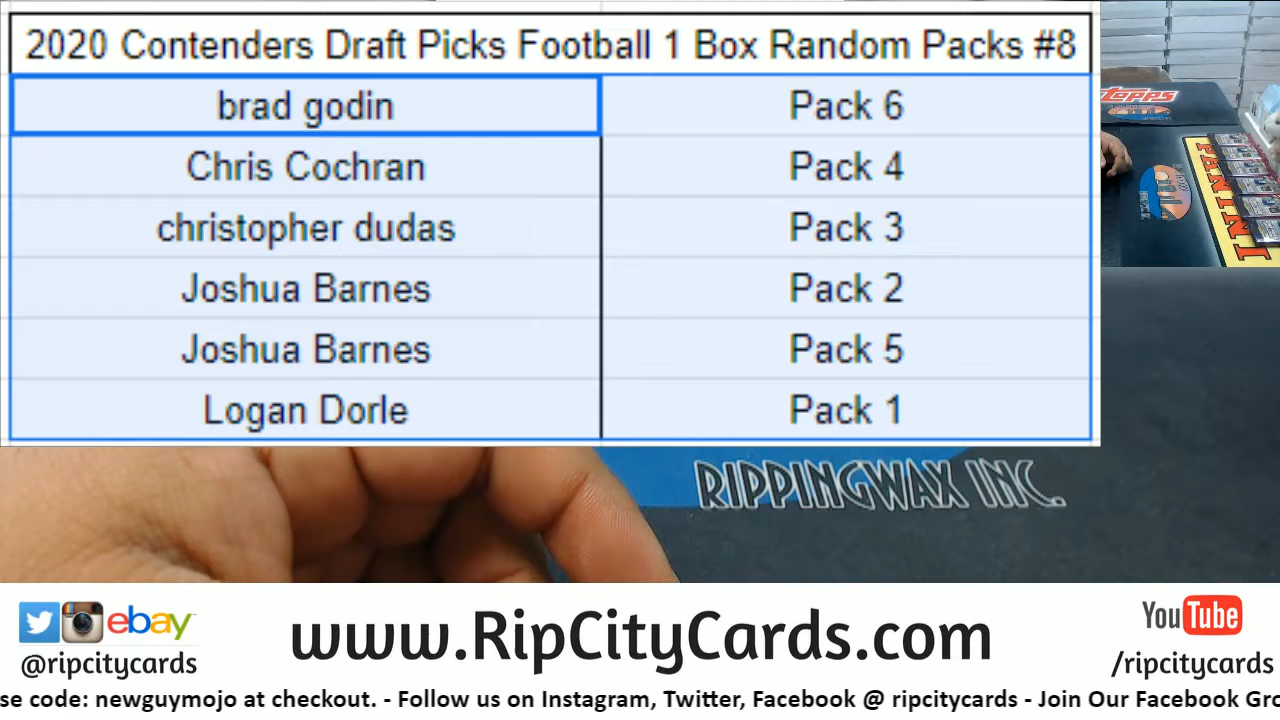 2020 Contenders Draft Picks Football 1 Box Random Packs #8
brad godin Pack 6
Chris Cochran Pack 4
christopher dudas Pack 3
Joshua Barnes Pack 2
Joshua Barnes Pack 5
Logan Dorle Pack 1
topps
PANINI
RIPPINGWAX INC.
ebay
@ripcitycards
www.RipCityCards.com
YouTube
/ripcitycards
code: newguymojo at checkout. - Follow us on Instagram, Twitter, Facebook @ ripcitycards - Join Our Facebook